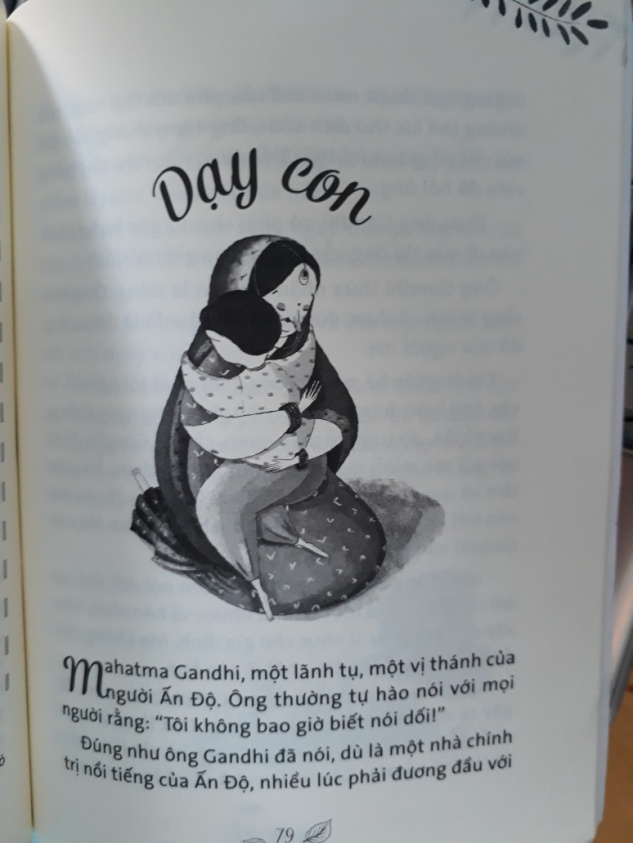 Dạy con
Mahatma Gandhi, một lãnh tụ, một vị thánh của
người Ấn Độ. Ông thường tự hào nói với mọi
người rằng: “Tôi không bao giờ biết nói dối!”
Đúng như ông Gandhi đã nói, dù là một nhà chính
trị nổi tiếng của Ấn Độ, nhiều lúc phải đương đầu với
79